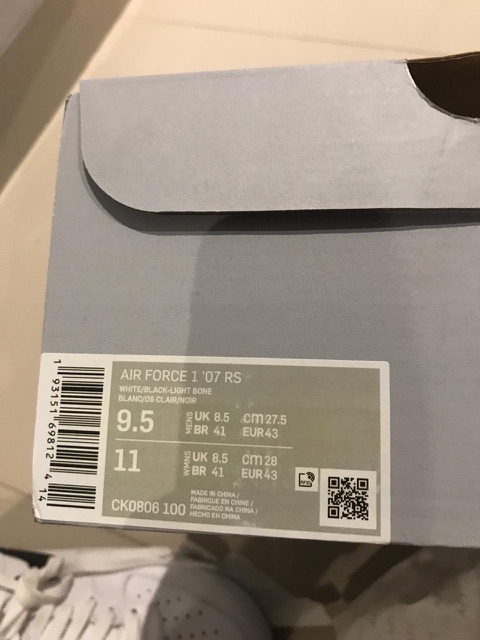 AIR FORCE 1 '07 RS
WHITE/BLACK-LIGHT BONE
BLANC/OS CLAIR/NOIR
9.5 MENS UK 8.5 CM 27.5
BR 41 EUR 43
11 WMNS UK 8.5 CM 28
BR 41 EUR 43
RFID
CK0806 100
MADE IN CHINA /
FABRIQUE EN CHINE /
FABRICADO NA CHINA /
HECHO EN CHINA
1 93151 69812 4 14